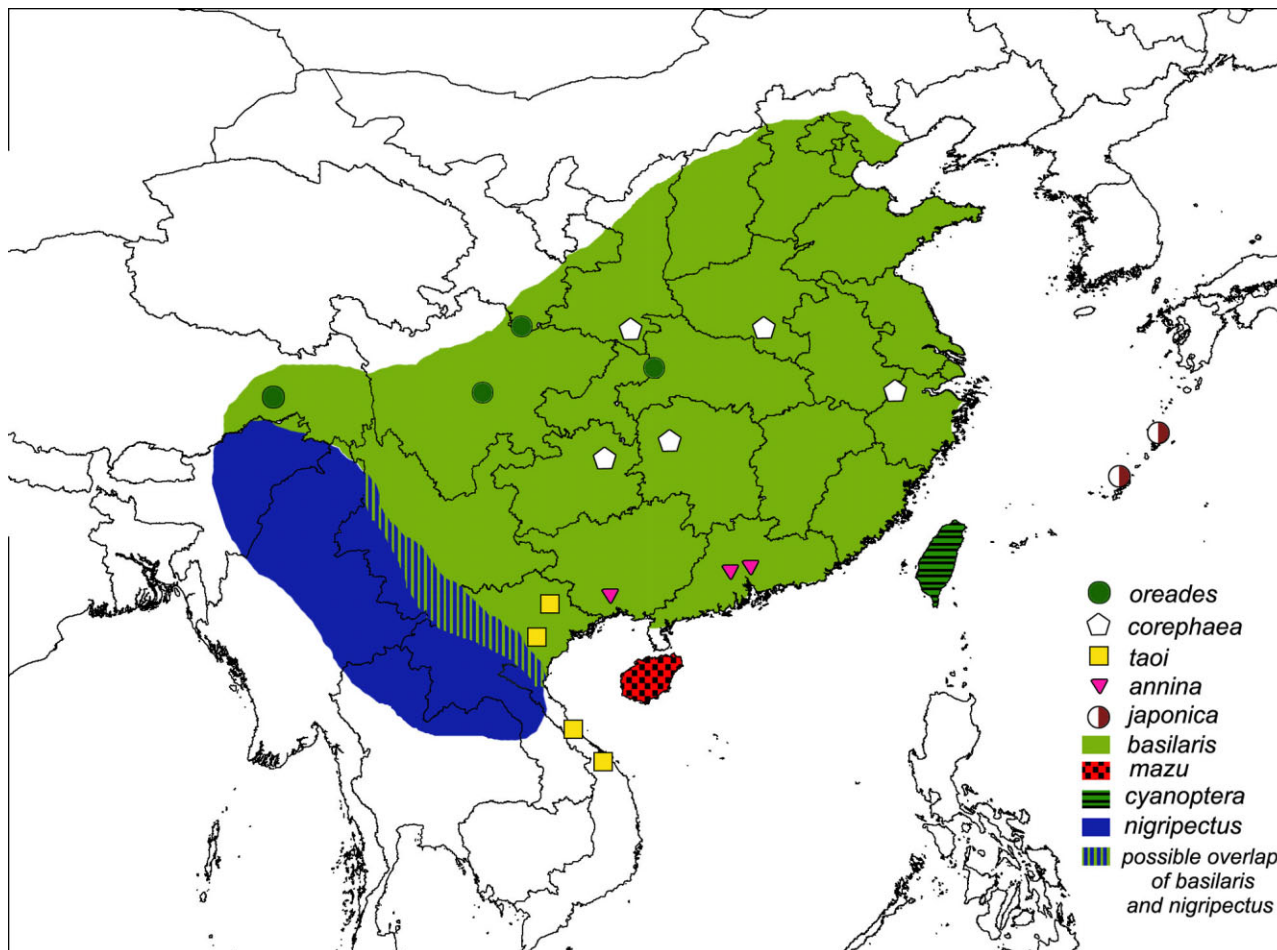 oreades
corephaea
taoi
annina
japonica
basilaris
mazu
cyanoptera
nigripectus
possible overlap
of basilaris
and nigripectus